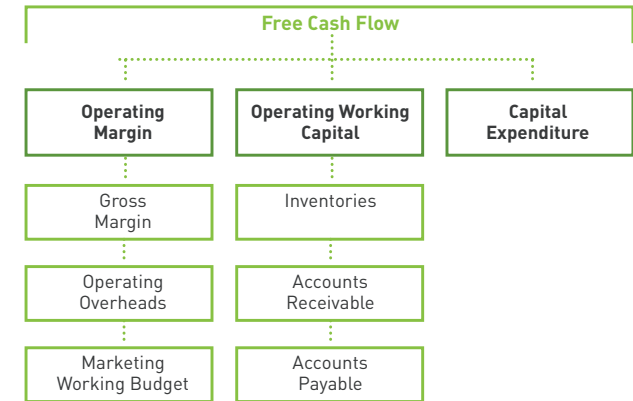 Free Cash Flow
Operating
Margin
Operating Working
Capital
Capital
Expenditure
Gross
Margin
Inventories
Operating
Overheads
Accounts
Receivable
Marketing
Working Budget
Accounts
Payable